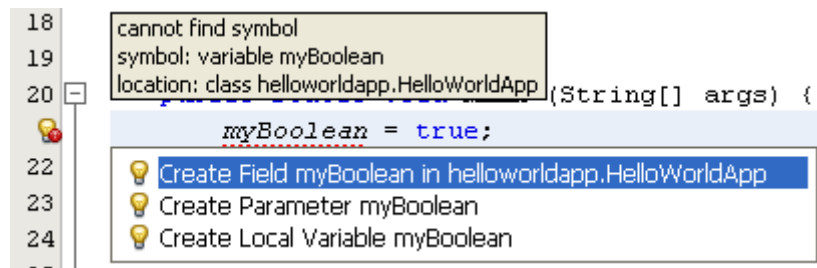 18
cannot find symbol
symbol: variable myBoolean
19
location: class helloworldapp.HelloWorldApp
20 (String[] args) {
myBoolean = true;
22
Create Field myBoolean in helloworldapp.HelloWorldApp
23
Create Parameter myBoolean
24
Create Local Variable myBoolean